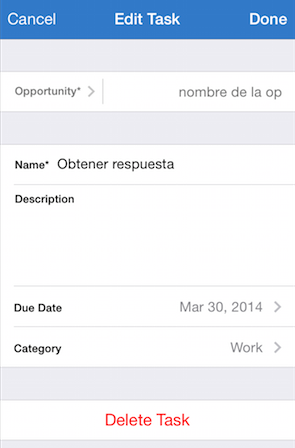 Cancel Edit Task Done
Opportunity* nombre de la op
Name* Obtener respuesta
Description
Due Date Mar 30, 2014
Category Work
Delete Task